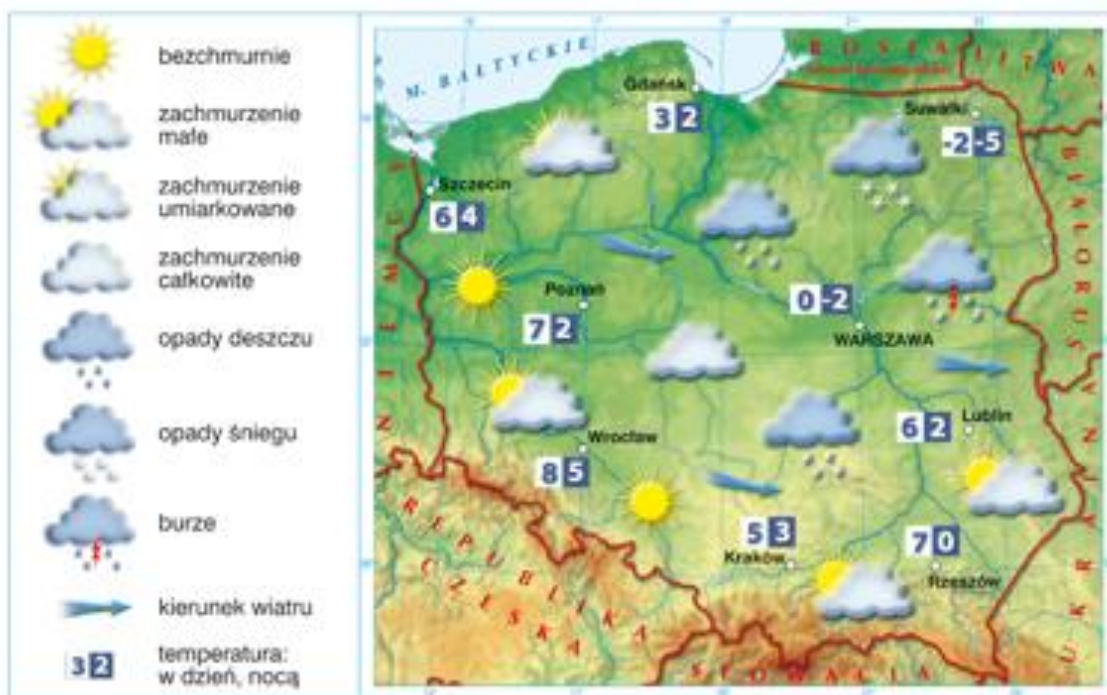 bezchmurnie
zachmurzenie
małe
zachmurzenie
umiarkowane
zachmurzenie
całkowite
opady deszczu
opady śniegu
burze
kierunek wiatru
3 2
temperatura:
w dzień, nocą
M. BAŁTYCKIE
ROSJA
LITWA
BIAŁORUŚ
UKRAINA
SŁOWACJA
REPUBLIKA
CZESKA
NIEMCY
Gdańsk
3 2
Suwałki
-2 -5
Szczecin
6 4
Poznań
7 2
0 -2
WARSZAWA
Wrocław
8 5
Lublin
6 2
5 3
Kraków
7 0
Rzeszów